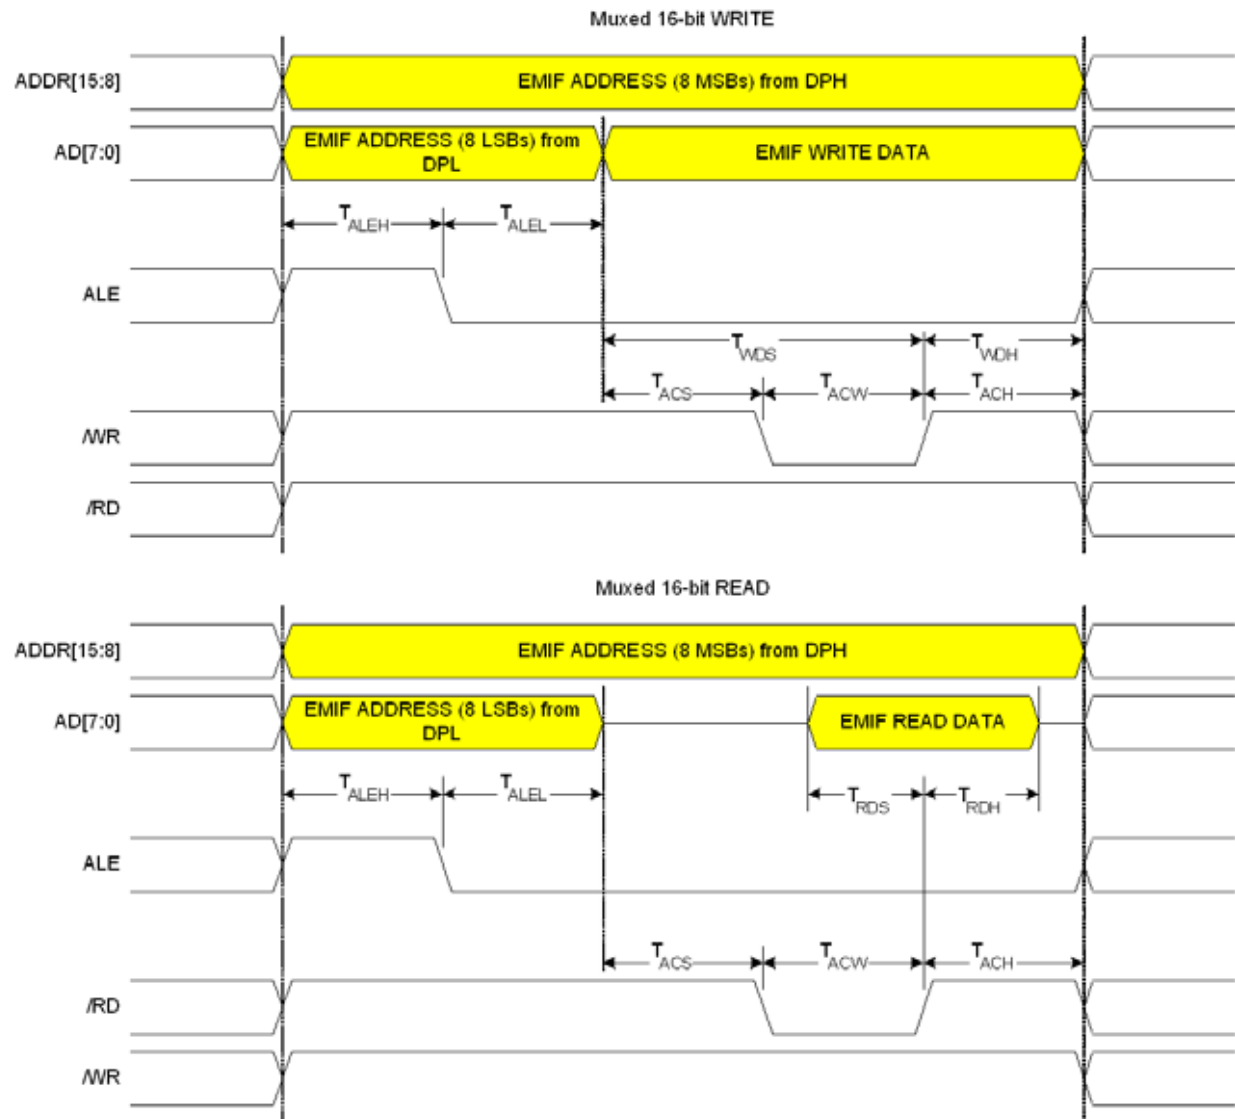 Muxed 16-bit WRITE
ADDR[15:8]
EMIF ADDRESS (8 MSBs) from DPH
AD[7:0]
EMIF ADDRESS (8 LSBs) from
DPL
EMIF WRITE DATA
TALEH
TALEL
ALE
TWDS
TWDH
TACS
TACW
TACH
/WR
/RD
Muxed 16-bit READ
ADDR[15:8]
EMIF ADDRESS (8 MSBs) from DPH
AD[7:0]
EMIF ADDRESS (8 LSBs) from
DPL
EMIF READ DATA
TALEH
TALEL
TRDS
TRDH
ALE
TACS
TACW
TACH
/RD
/WR